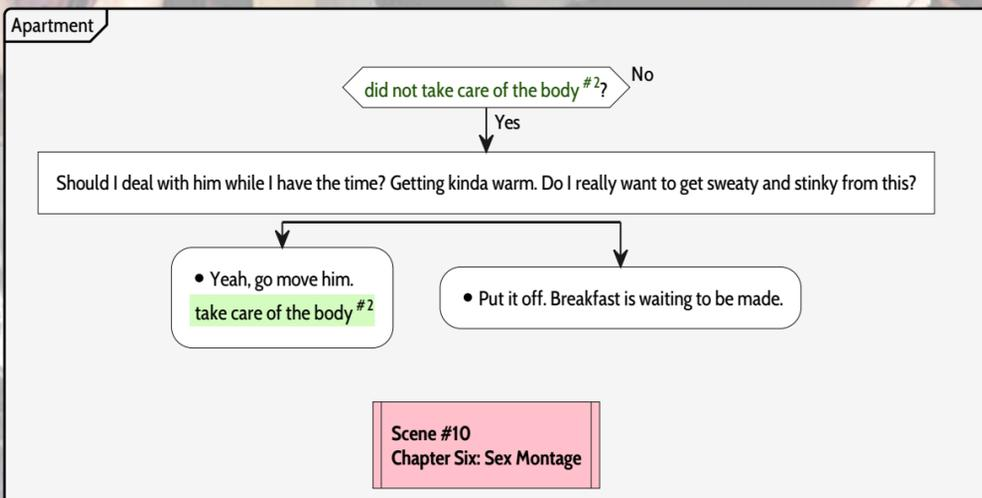 Apartment
did not take care of the body #2?
No
Yes
Should I deal with him while I have the time? Getting kinda warm. Do I really want to get sweaty and stinky from this?
• Yeah, go move him.
take care of the body #2
• Put it off. Breakfast is waiting to be made.
Scene #10
Chapter Six: Sex Montage